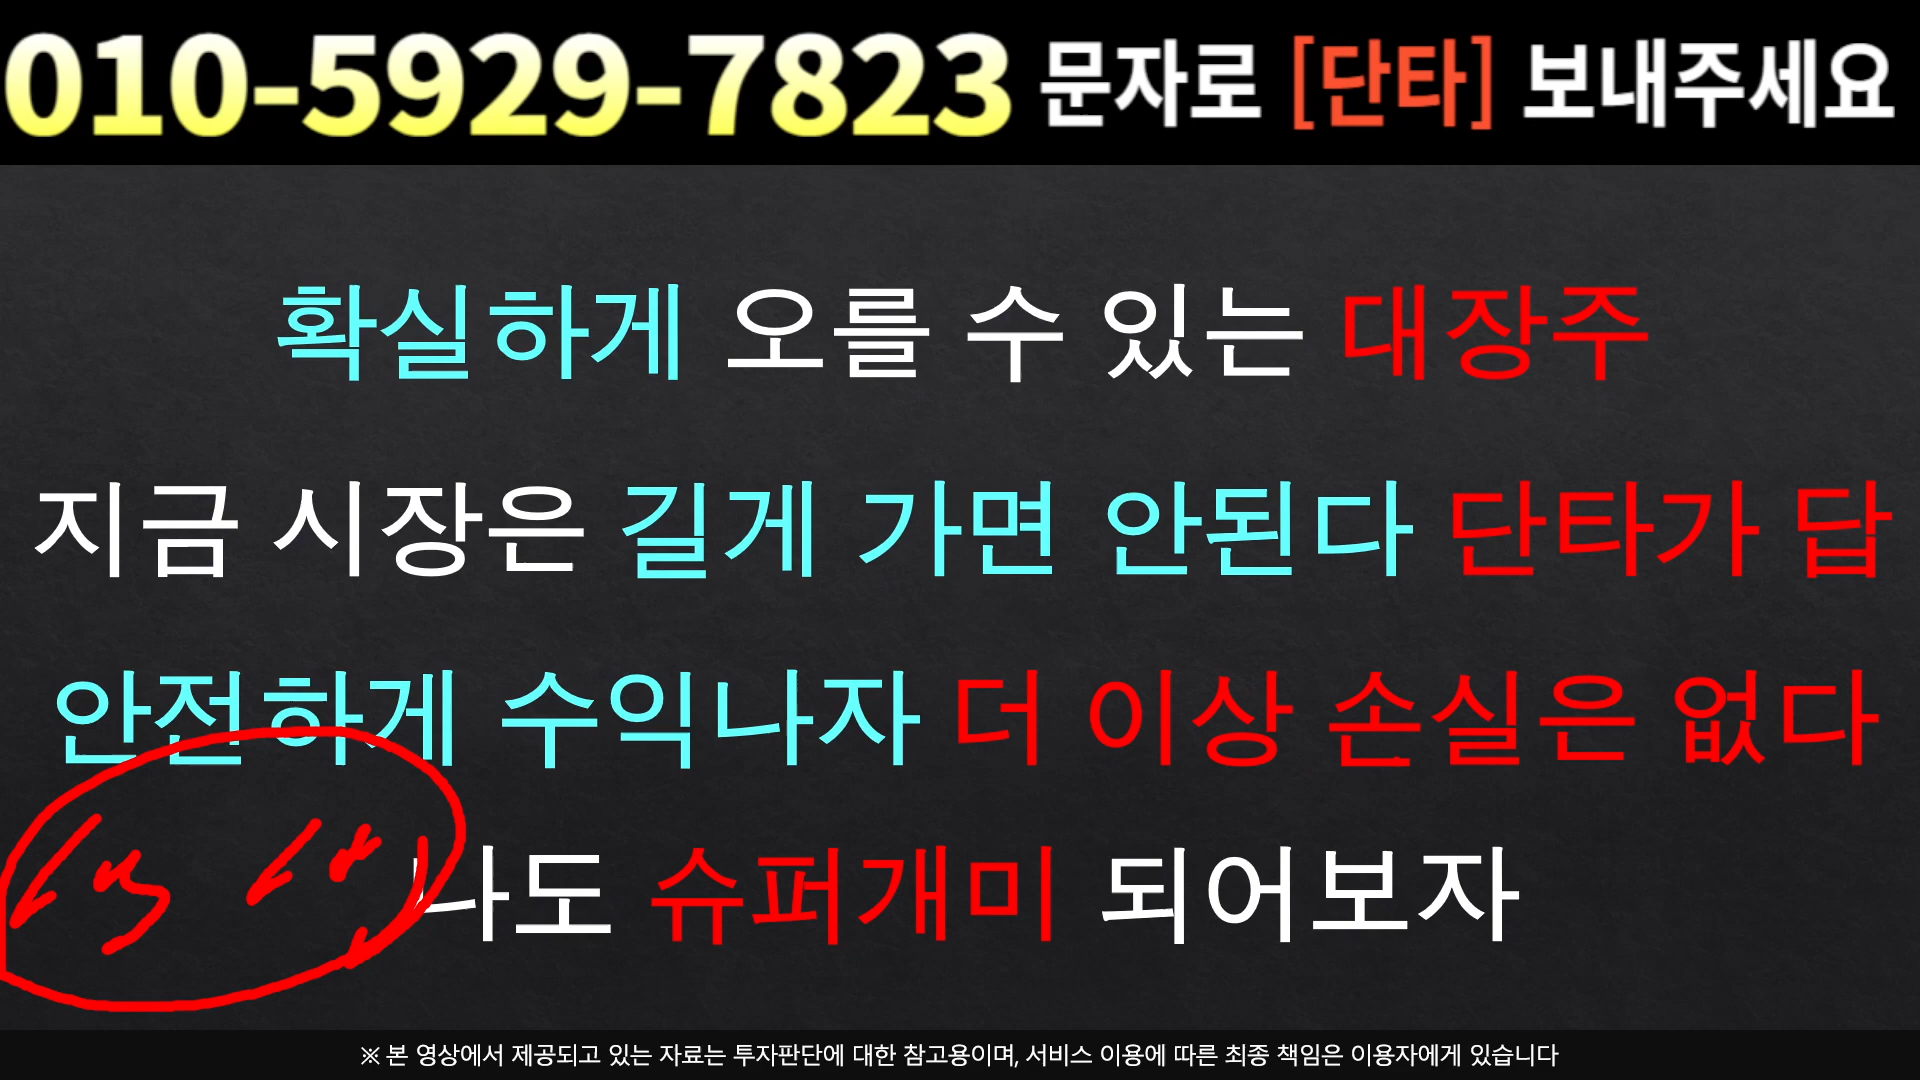 010-5929-7823 문자로 [단타] 보내주세요
확실하게 오를 수 있는 대장주
지금 시장은 길게 가면 안된다 단타가 답
안전하게 수익나자 더 이상 손실은 없다
나도 슈퍼개미 되어보자
※ 본 영상에서 제공되고 있는 자료는 투자판단에 대한 참고용이며, 서비스 이용에 따른 최종 책임은 이용자에게 있습니다